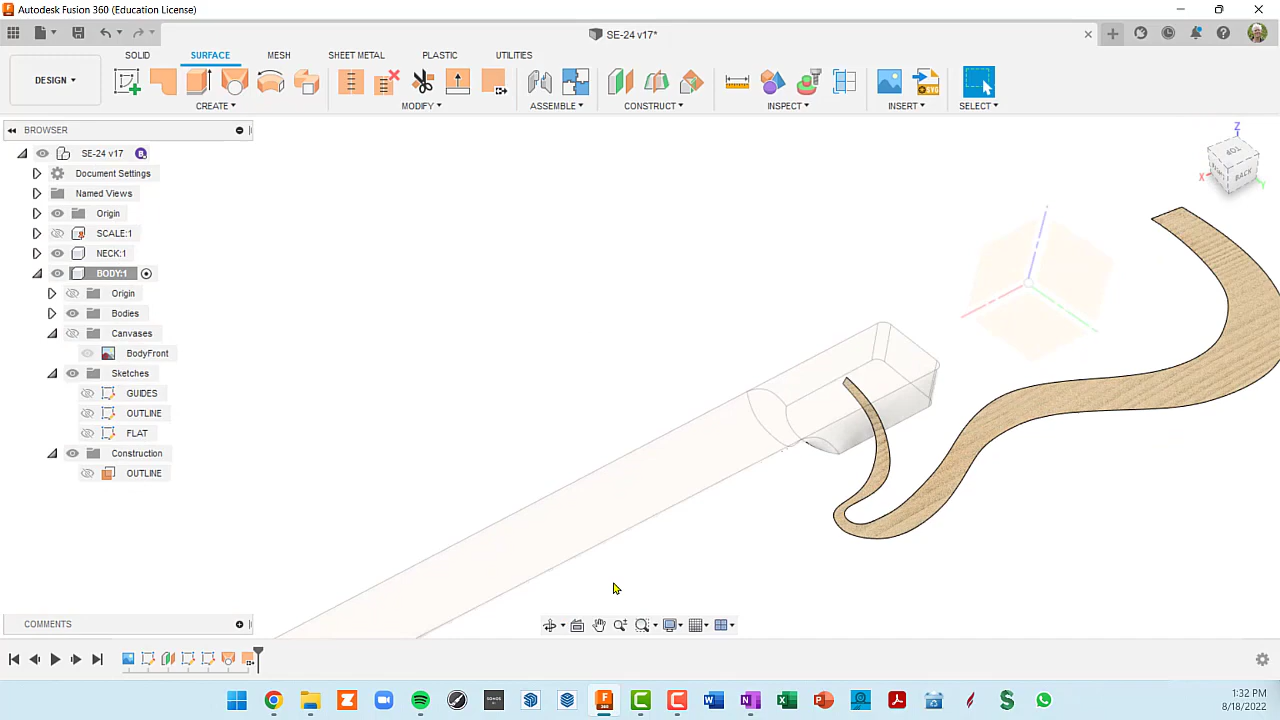 Autodesk Fusion 360 (Education License)
SE-24 v17*
DESIGN
SOLID SURFACE MESH SHEET METAL PLASTIC UTILITIES
CREATE MODIFY ASSEMBLE CONSTRUCT INSPECT INSERT SELECT
BROWSER
SE-24 v17
Document Settings
Named Views
Origin
SCALE:1
NECK:1
BODY:1
Origin
Bodies
Canvases
BodyFront
Sketches
GUIDES
OUTLINE
FLAT
Construction
OUTLINE
Z
TOP
BACK
X
Y
COMMENTS
1:32 PM
8/18/2022